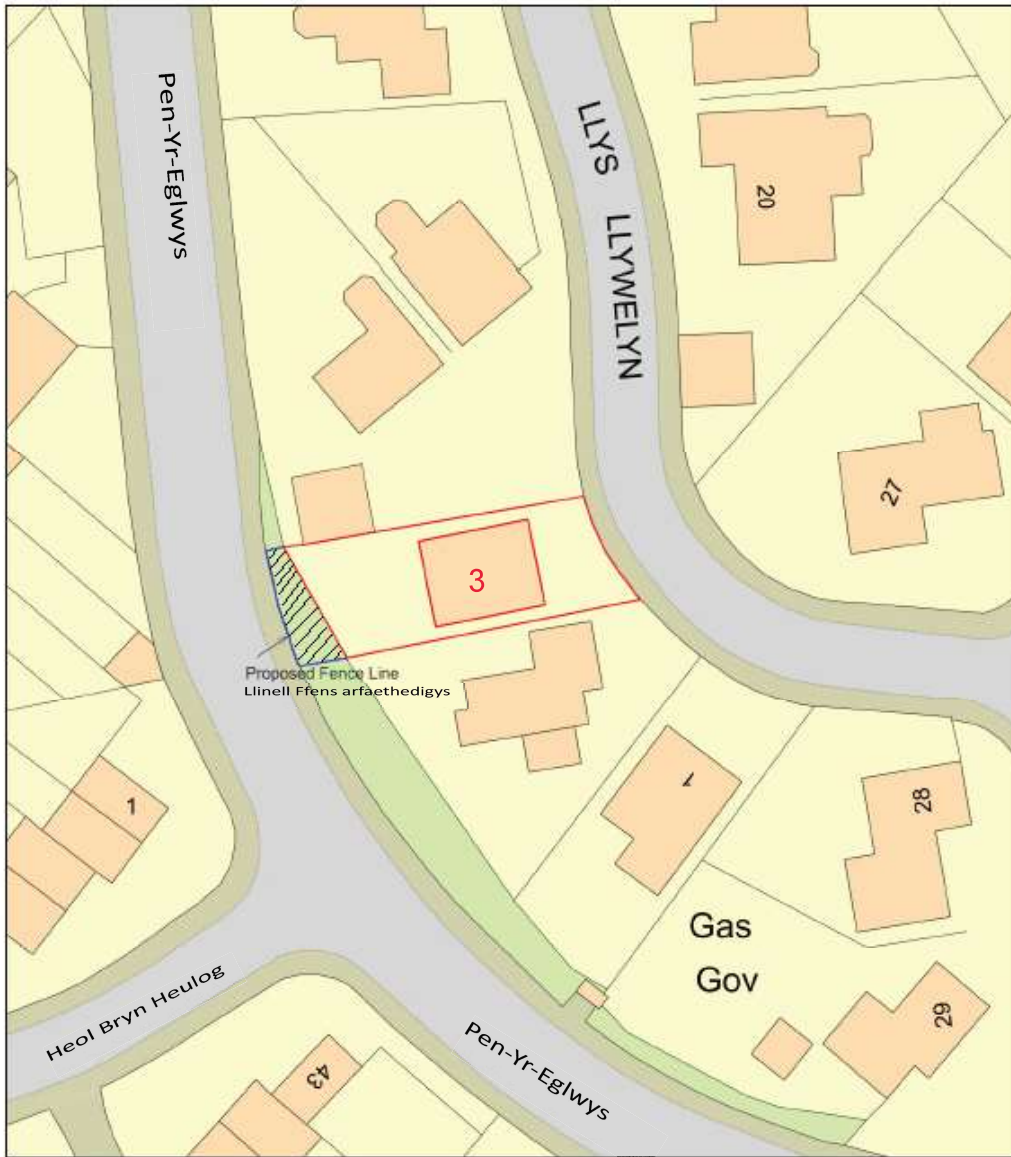 Pen-Yr-Eglwys
LLYS LLYWELYN
20
27
3
Proposed Fence Line
Llinell Ffens arfaethedigys
1
1
28
Gas
Gov
29
Heol Bryn Heulog
Pen-Yr-Eglwys
43